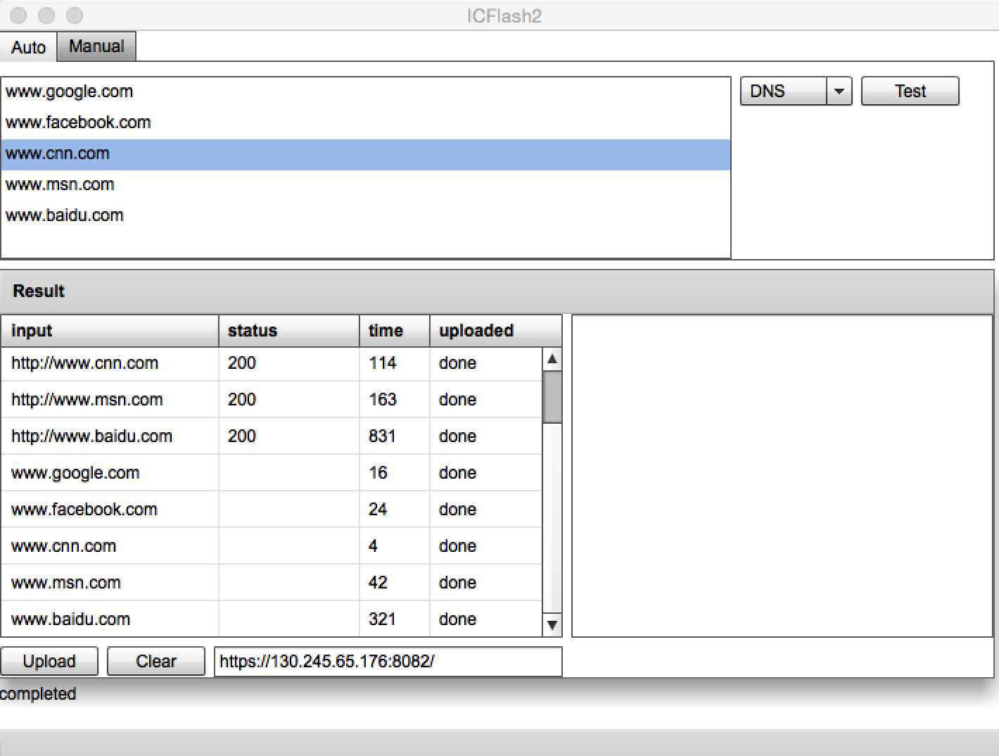 ICFlash2
Auto Manual
www.google.com DNS Test
www.facebook.com
www.cnn.com
www.msn.com
www.baidu.com
Result
input status time uploaded
http://www.cnn.com 200 114 done
http://www.msn.com 200 163 done
http://www.baidu.com 200 831 done
www.google.com 16 done
www.facebook.com 24 done
www.cnn.com 4 done
www.msn.com 42 done
www.baidu.com 321 done
Upload Clear https://130.245.65.176:8082/
completed